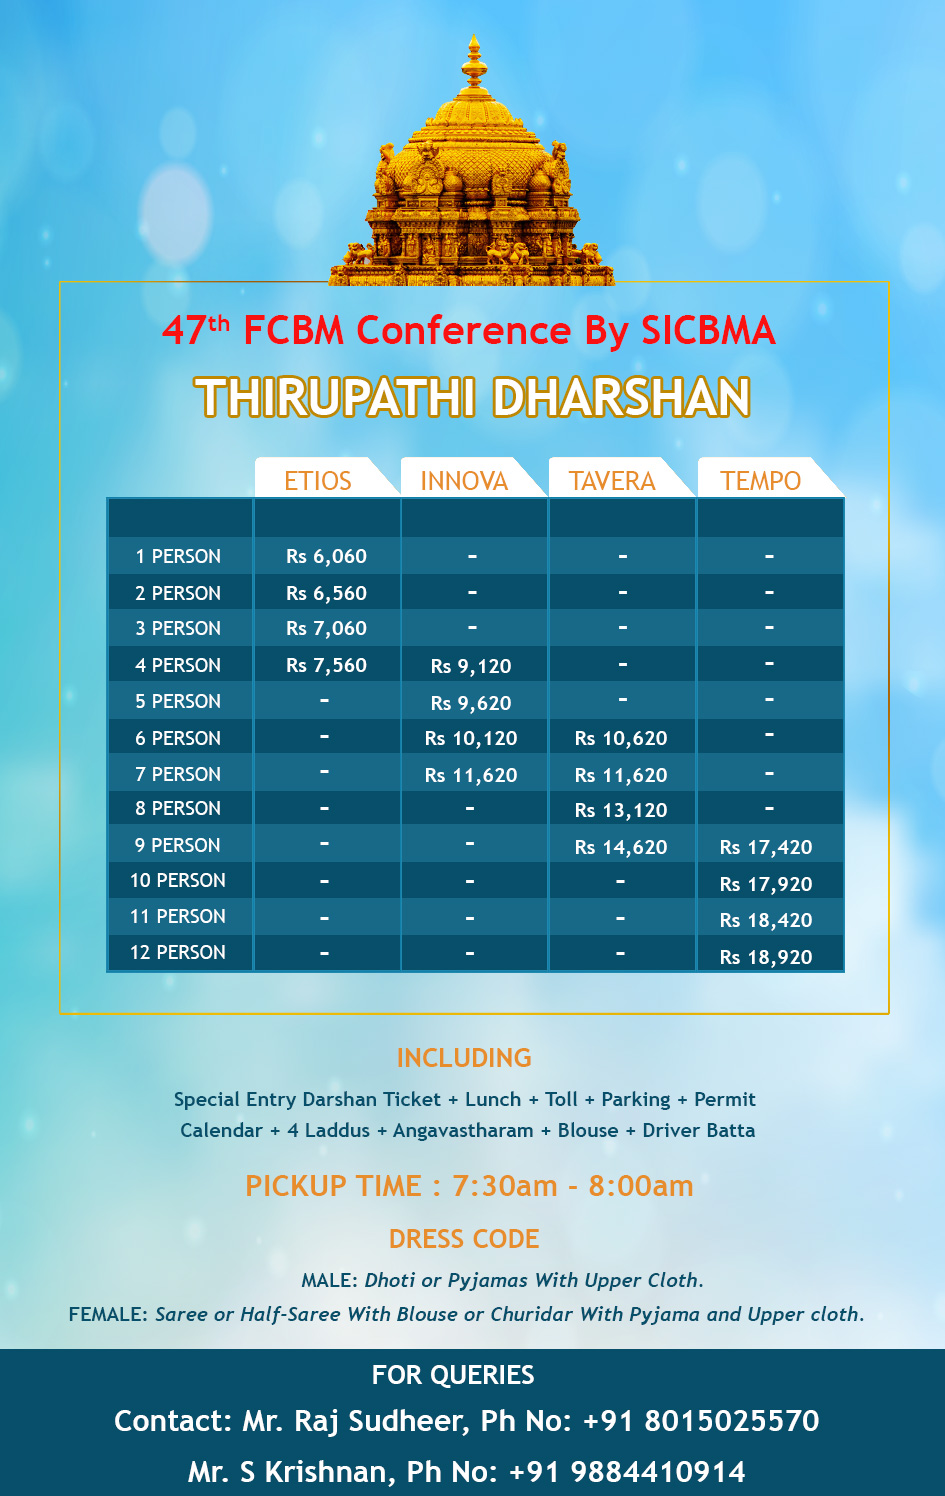 47th FCBM Conference By SICBMA
THIRUPATHI DHARSHAN
ETIOS INNOVA TAVERA TEMPO
1 PERSON Rs 6,060 - - -
2 PERSON Rs 6,560 - - -
3 PERSON Rs 7,060 - - -
4 PERSON Rs 7,560 Rs 9,120 - -
5 PERSON - Rs 9,620 - -
6 PERSON - Rs 10,120 Rs 10,620 -
7 PERSON - Rs 11,620 Rs 11,620 -
8 PERSON - - Rs 13,120 -
9 PERSON - - Rs 14,620 Rs 17,420
10 PERSON - - - Rs 17,920
11 PERSON - - - Rs 18,420
12 PERSON - - - Rs 18,920
INCLUDING
Special Entry Darshan Ticket + Lunch + Toll + Parking + Permit
Calendar + 4 Laddus + Angavastharam + Blouse + Driver Batta
PICKUP TIME : 7:30am - 8:00am
DRESS CODE
MALE: Dhoti or Pyjamas With Upper Cloth.
FEMALE: Saree or Half-Saree With Blouse or Churidar With Pyjama and Upper cloth.
FOR QUERIES
Contact: Mr. Raj Sudheer, Ph No: +91 8015025570
Mr. S Krishnan, Ph No: +91 9884410914